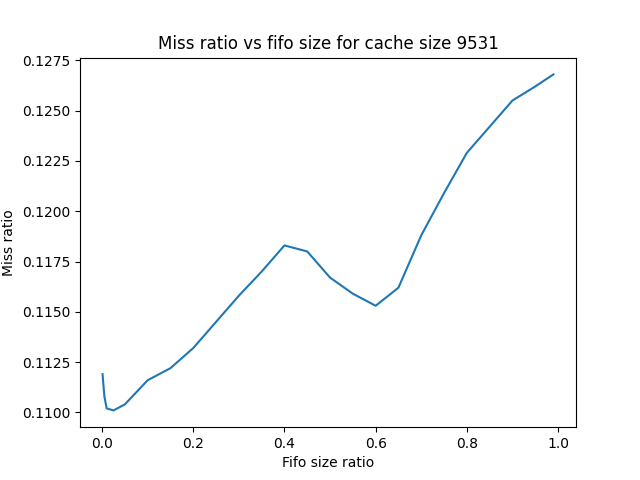 Miss ratio vs fifo size for cache size 9531
0.1275
0.1250
0.1225
0.1200
0.1175
0.1150
0.1125
0.1100
Miss ratio
0.0 0.2 0.4 0.6 0.8 1.0
Fifo size ratio